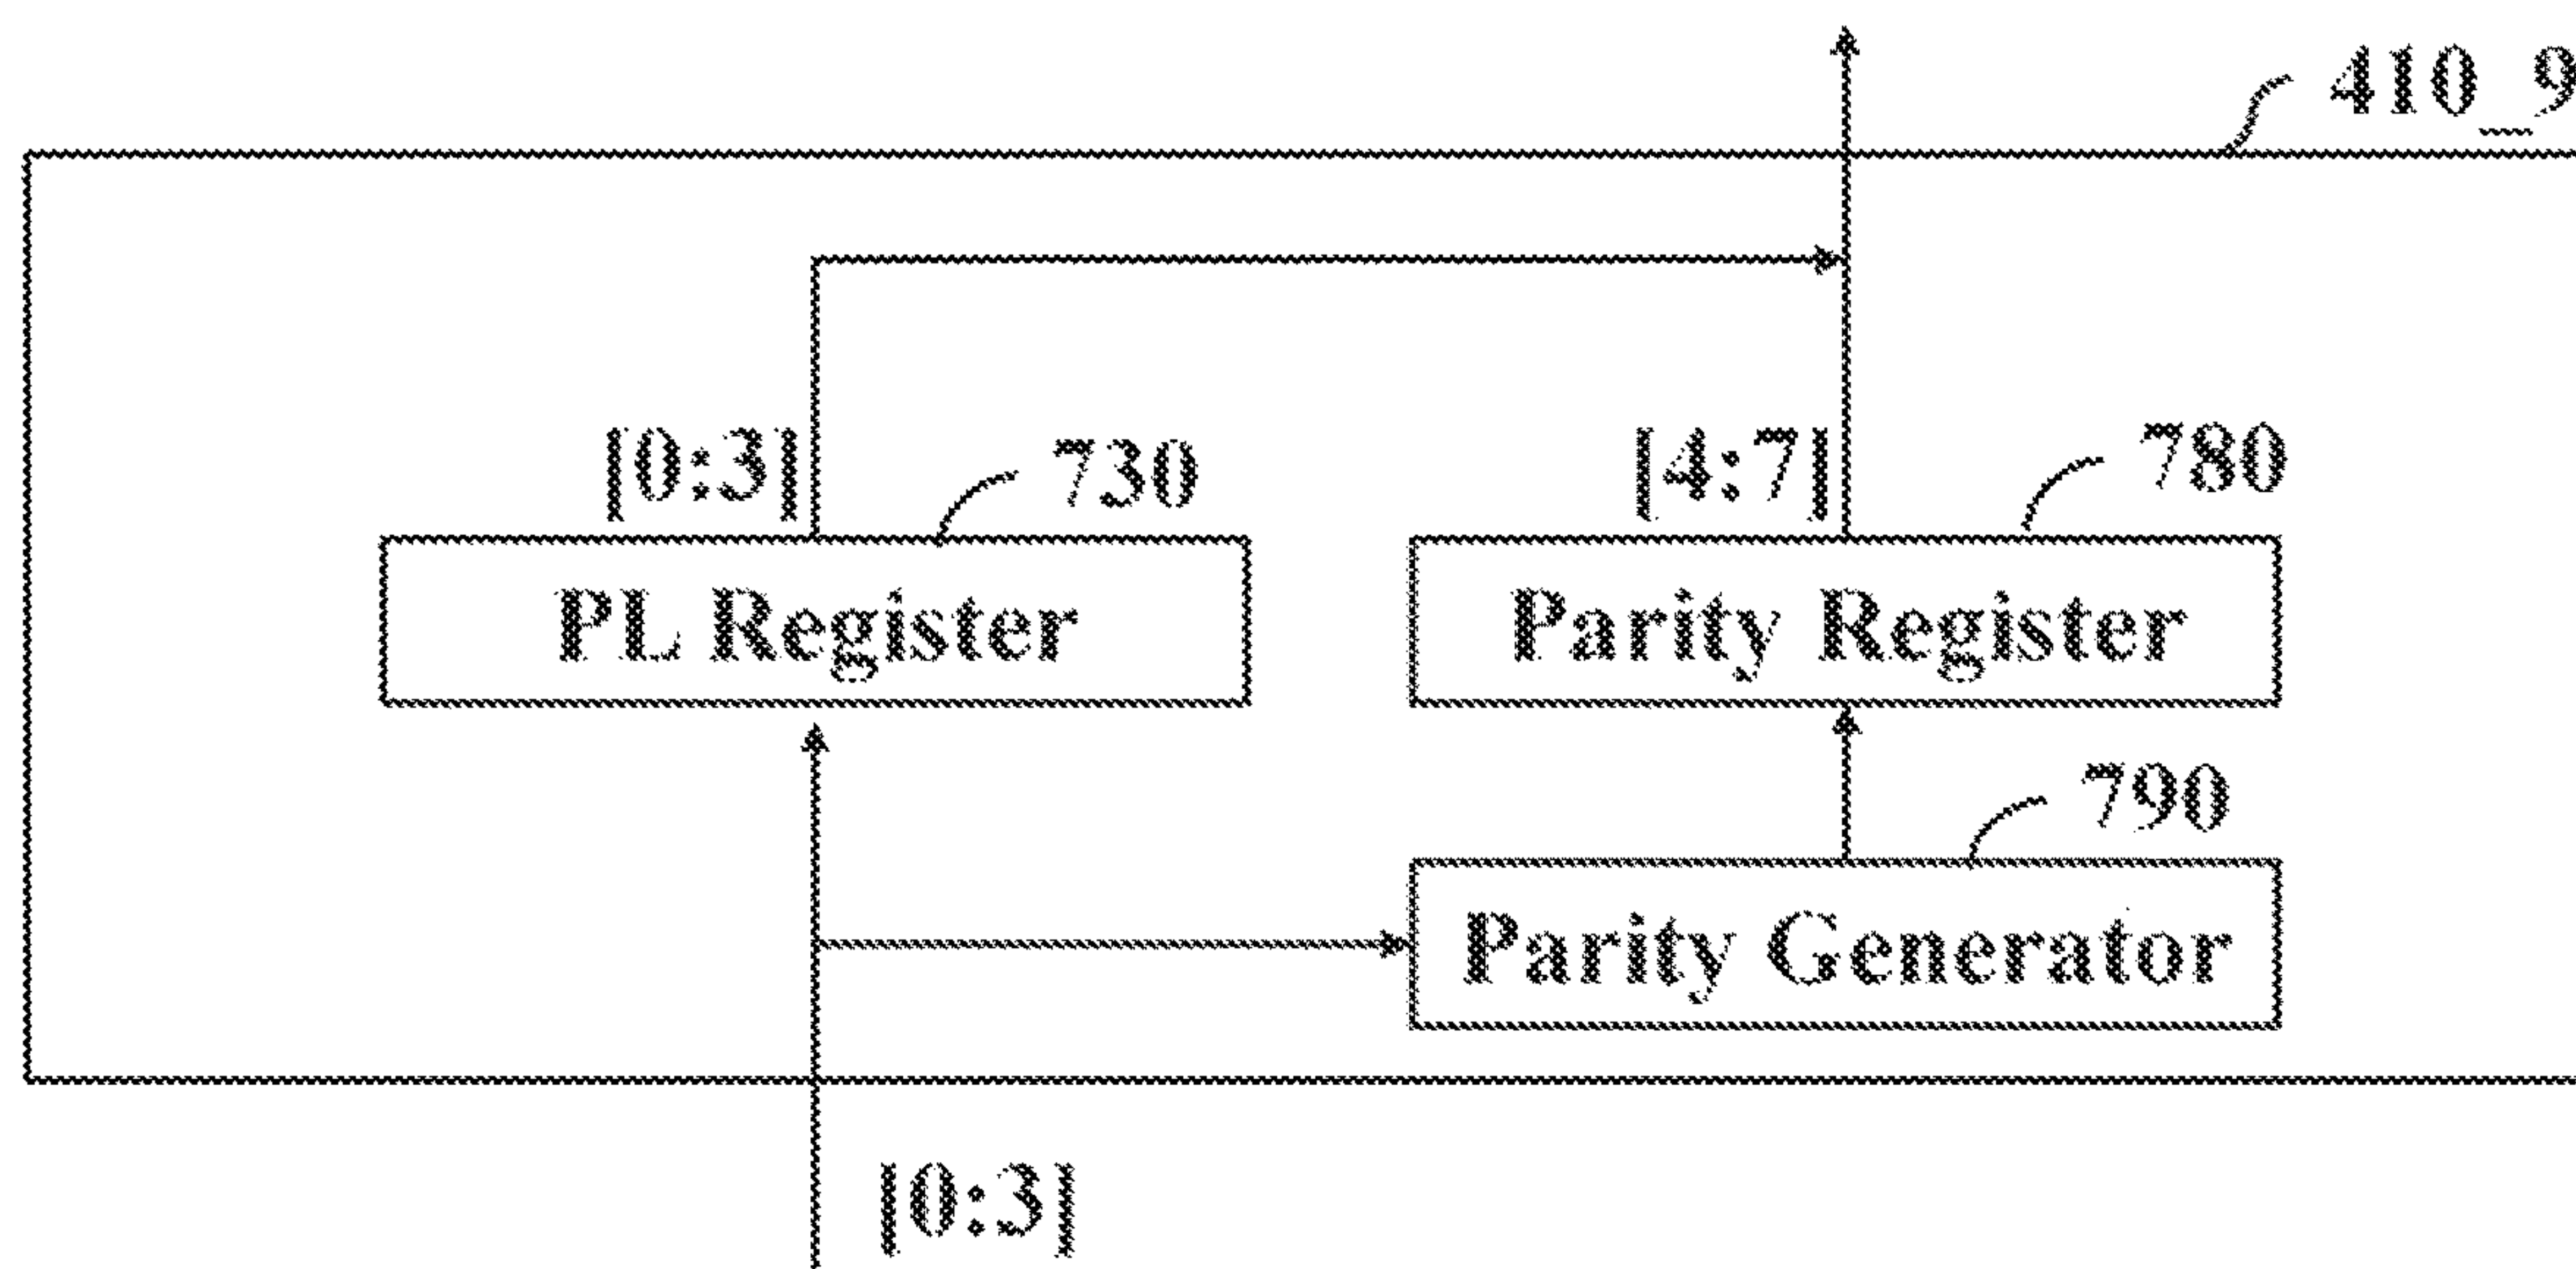 410_9
[0:3]
730
[4:7]
780
PL Register
Parity Register
790
Parity Generator
[0:3]